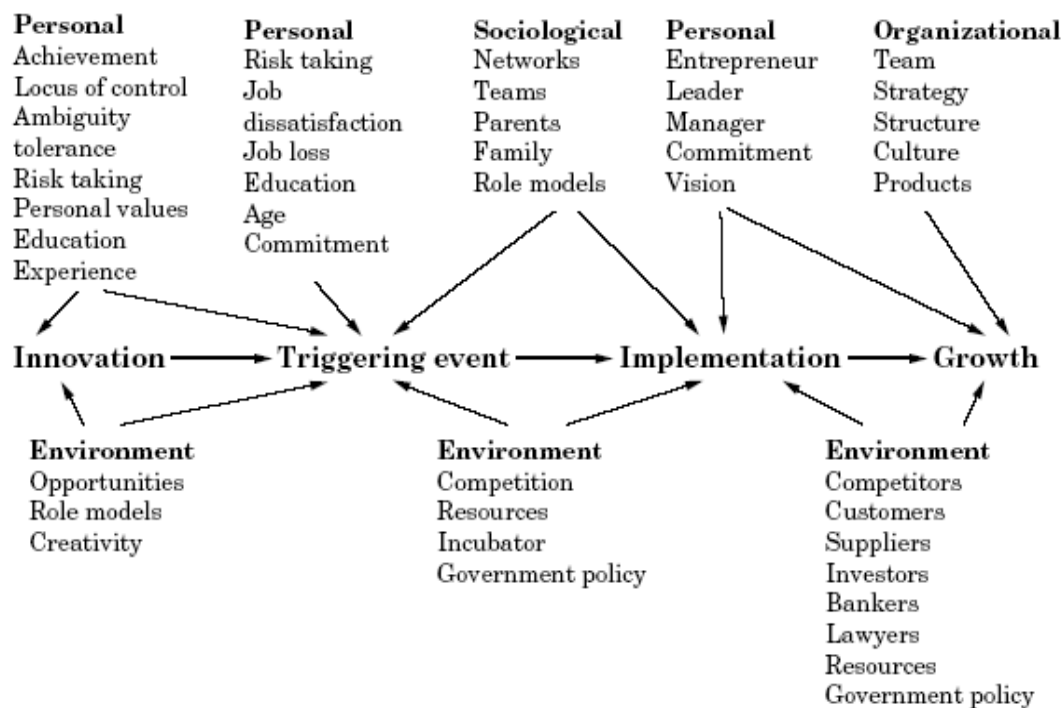 Personal
Achievement
Locus of control
Ambiguity
tolerance
Risk taking
Personal values
Education
Experience
Personal
Risk taking
Job
dissatisfaction
Job loss
Education
Age
Commitment
Sociological
Networks
Teams
Parents
Family
Role models
Personal
Entrepreneur
Leader
Manager
Commitment
Vision
Organizational
Team
Strategy
Structure
Culture
Products
Innovation
Triggering event
Implementation
Growth
Environment
Opportunities
Role models
Creativity
Environment
Competition
Resources
Incubator
Government policy
Environment
Competitors
Customers
Suppliers
Investors
Bankers
Lawyers
Resources
Government policy